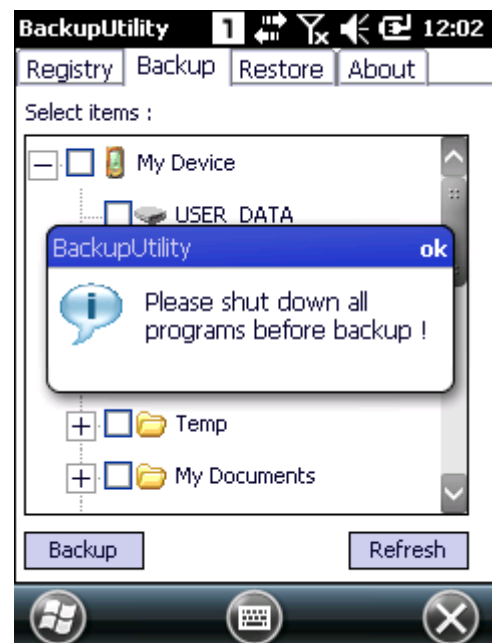 BackupUtility 1 12:02
Registry Backup Restore About
Select items :
My Device
USER_DATA
BackupUtility ok
Please shut down all
programs before backup !
Temp
My Documents
Backup Refresh